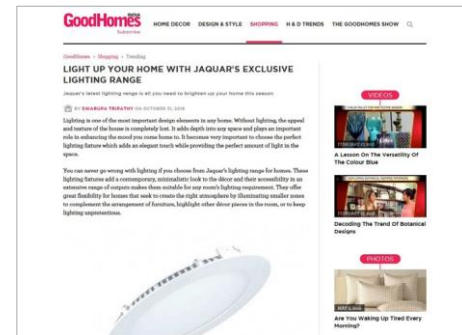 GoodHomes
Subscribe
HOME DECOR DESIGN & STYLE SHOPPING H & D TRENDS THE GOODHOMES SHOW
GoodHomes > Shopping > Trending
LIGHT UP YOUR HOME WITH JAQUAR'S EXCLUSIVE
LIGHTING RANGE
Jaquar's latest lighting range is all you need to brighten up your home this season
BY SWARUPA TRIPATHY ON OCTOBER 31, 2018
Lighting is one of the most important design elements in any home. Without lighting, the appeal
and texture of the house is completely lost. It adds depth into any space and plays an important
role in enhancing the mood you come home to. It becomes very important to choose the perfect
lighting fixture which adds an elegant touch while providing the perfect amount of light in the
space.
You can never go wrong with lighting if you choose from Jaquar's lighting range for homes. These
lighting fixtures add a contemporary, minimalistic look to the décor and their accessibility in an
extensive range of outputs makes them suitable for any room's lighting requirement. They offer
great flexibility for homes that seek to create the right atmosphere by illuminating smaller zones
to complement the arrangement of furniture, highlight other décor pieces in the room, or to keep
lighting unpretentious.
VIDEOS
A Lesson On The Versatility Of
The Colour Blue
Decoding The Trend Of Botanical
Designs
PHOTOS
Are You Waking Up Tired Every
Morning?